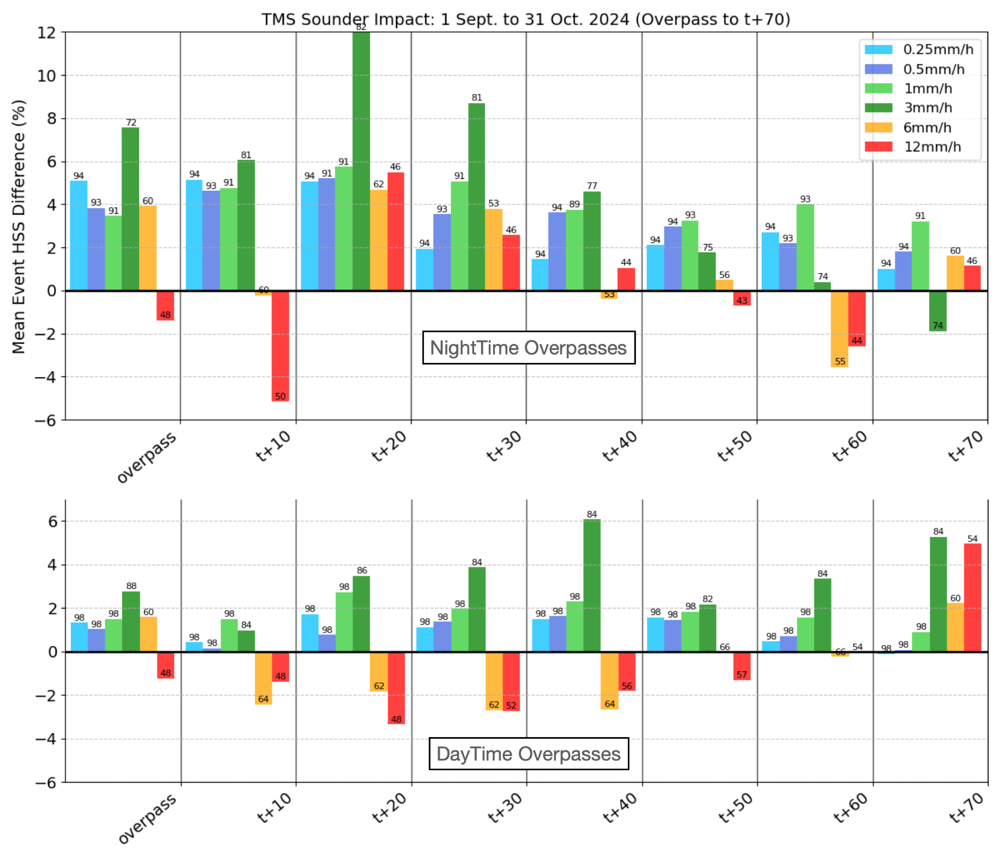 TMS Sounder Impact: 1 Sept. to 31 Oct. 2024 (Overpass to t+70)
Mean Event HSS Difference (%)
12
10
8
6
4
2
0
−2
−4
−6
0.25mm/h
0.5mm/h
1mm/h
3mm/h
6mm/h
12mm/h
94 93 91 72 60 48
94 93 91 81 60 50
94 91 91 82 62 46
94 93 91 81 53 46
94 94 89 77 53 44
94 94 93 75 56 43
94 93 93 74 55 44
94 94 91 74 60 46
NightTime Overpasses
overpass t+10 t+20 t+30 t+40 t+50 t+60 t+70
6
4
2
0
−2
−4
−6
98 98 98 88 60 48
98 98 98 84 64 48
98 98 98 86 62 48
98 98 98 84 62 52
98 98 98 84 64 56
98 98 98 82 66 57
98 98 98 84 66 54
98 98 98 84 60 54
DayTime Overpasses
overpass t+10 t+20 t+30 t+40 t+50 t+60 t+70